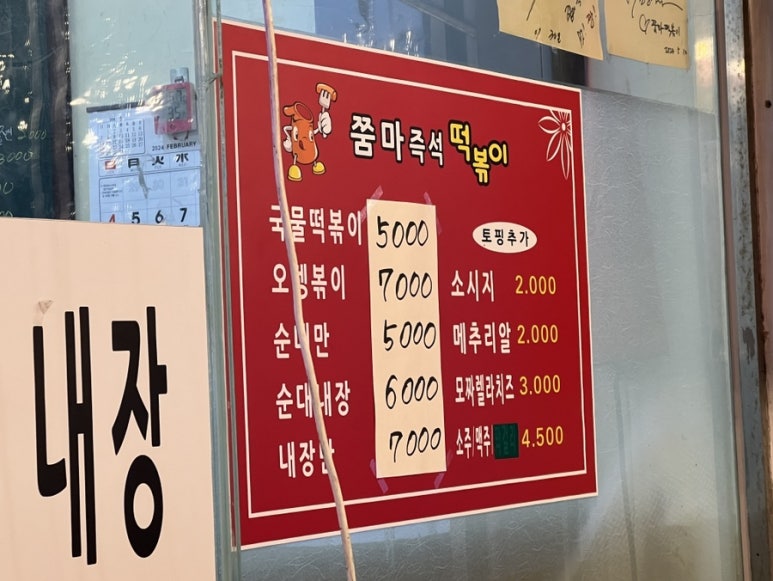 2024 FEBRUARY
日 火 水
4 5 6 7
쭘마즉석 떡볶이
국물떡볶이 5000
토핑추가
오뎅볶이 7000
소시지 2.000
순대만 5000
메추리알 2.000
순대내장 6000
모짜렐라치즈 3.000
내장만 7000
소주/맥주/ 4.500
내장